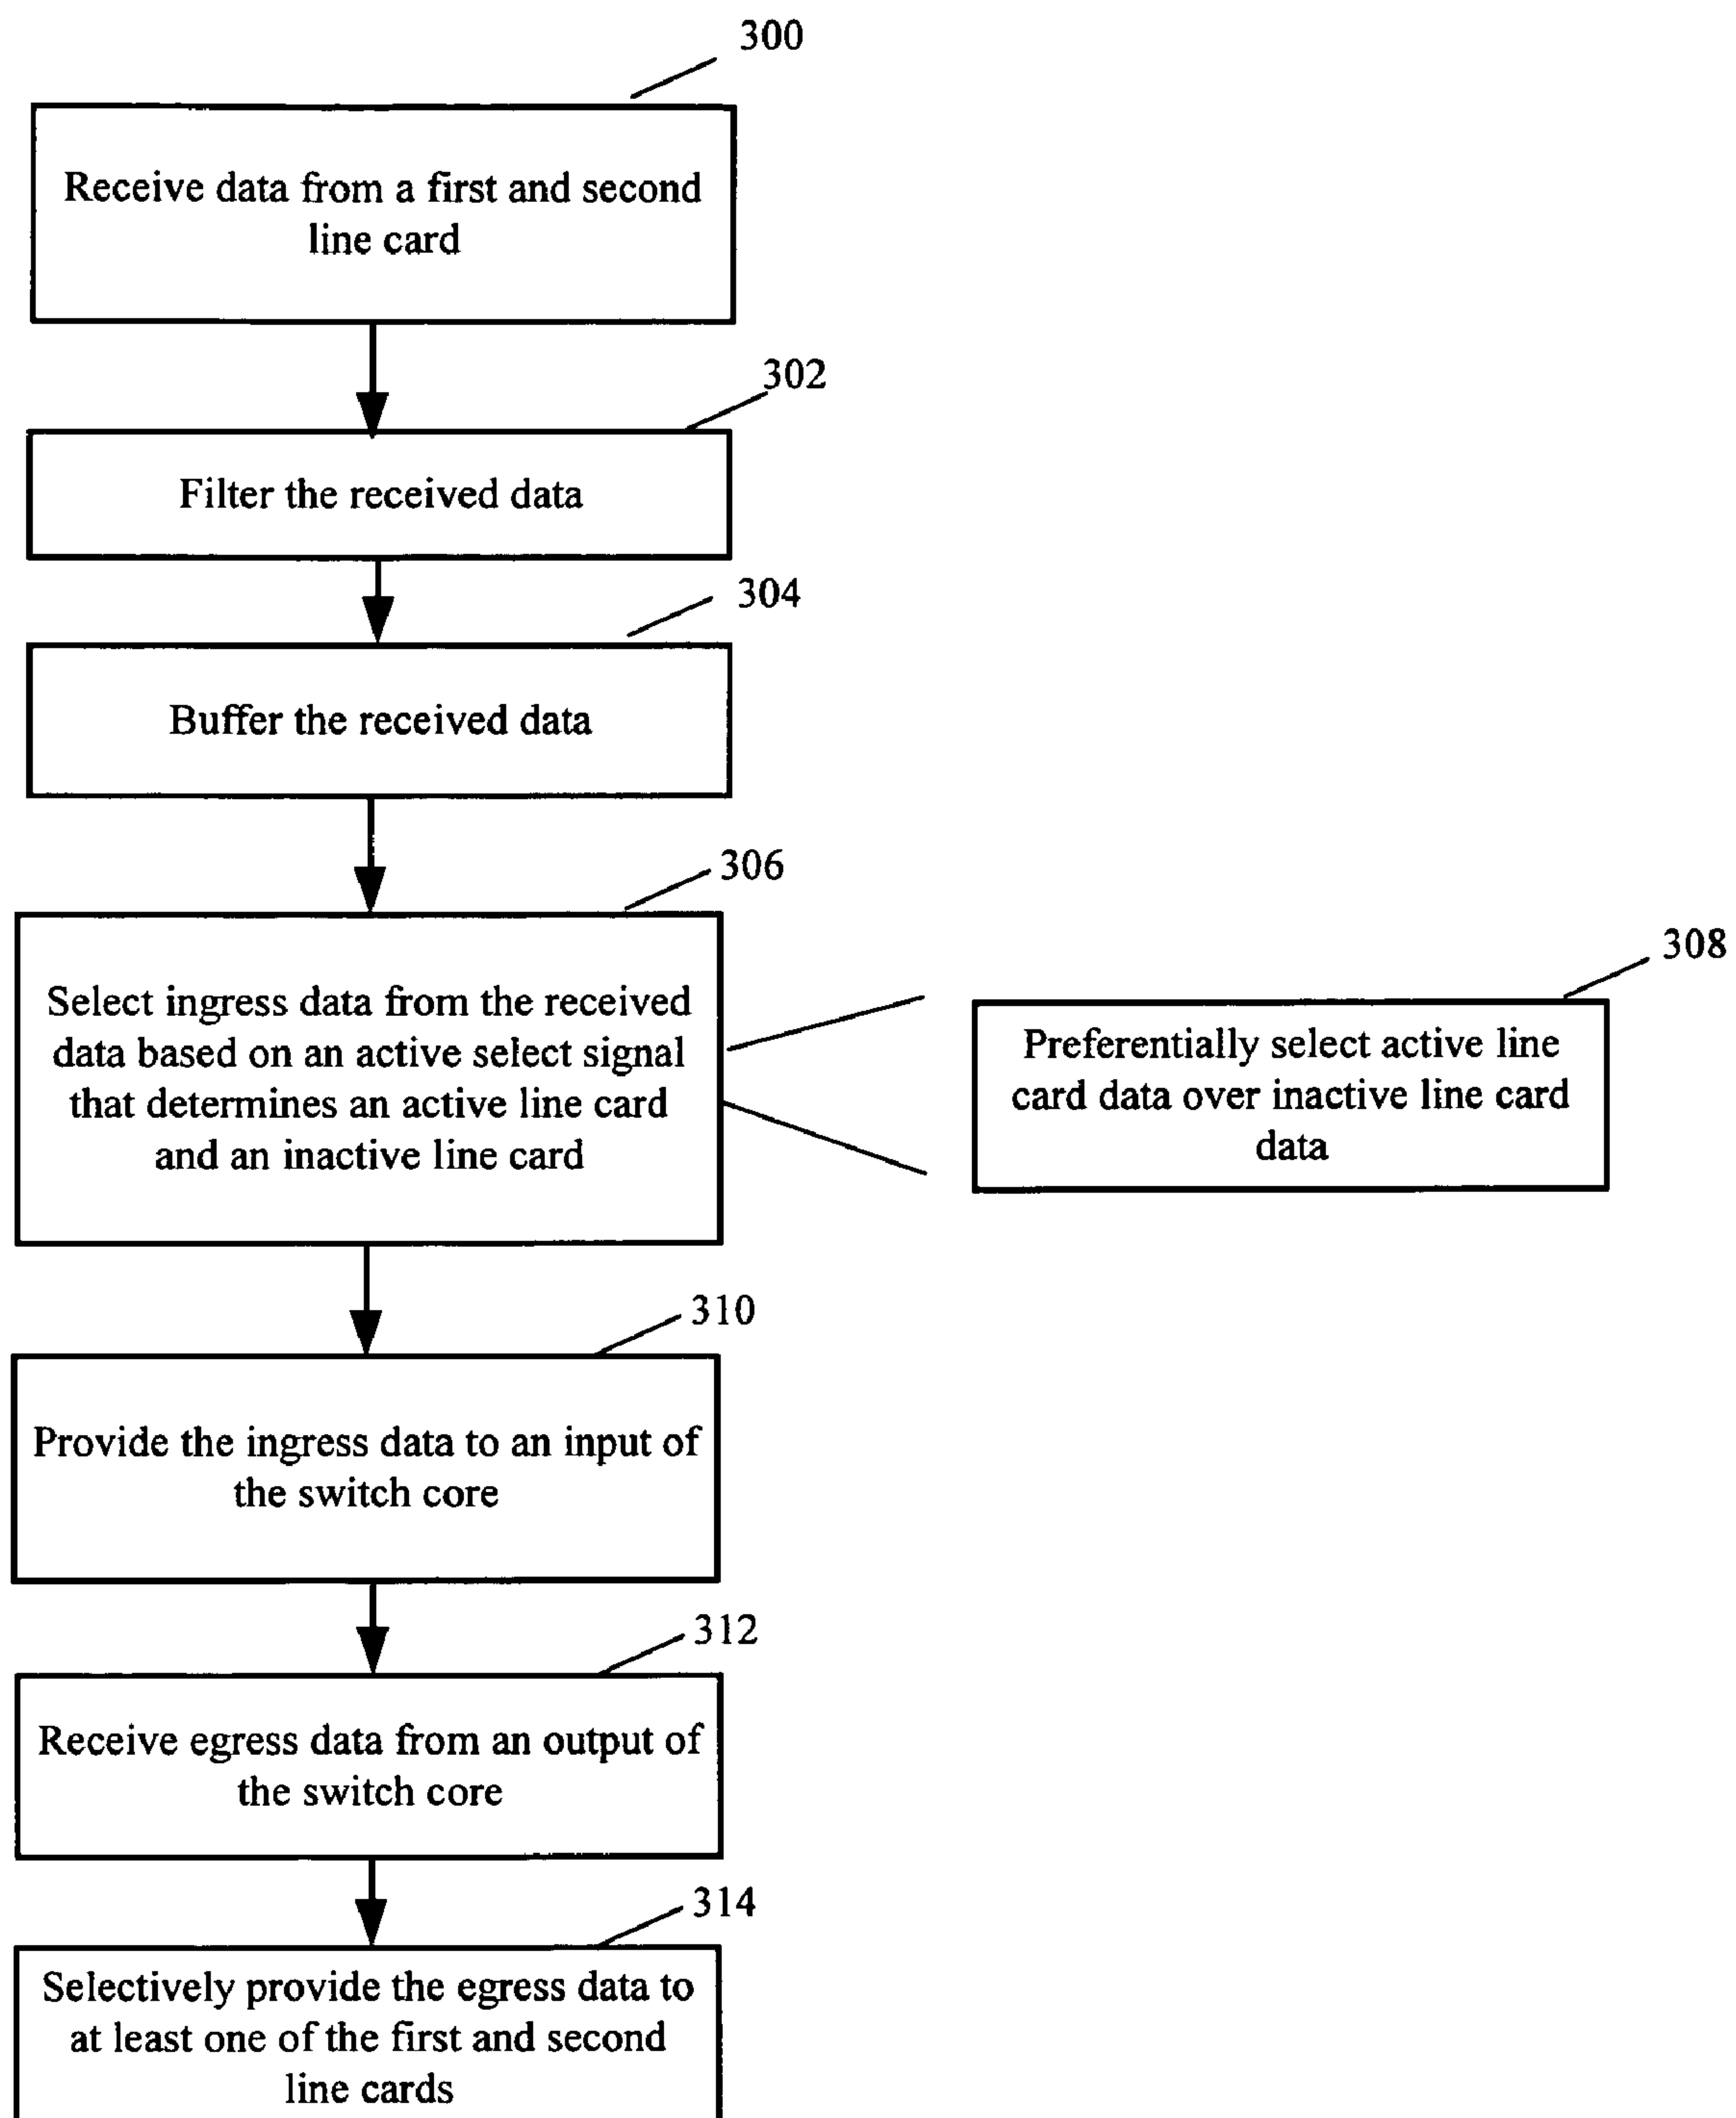 300
Receive data from a first and second
line card
302
Filter the received data
304
Buffer the received data
306
Select ingress data from the received
data based on an active select signal
that determines an active line card
and an inactive line card
308
Preferentially select active line
card data over inactive line card
data
310
Provide the ingress data to an input of
the switch core
312
Receive egress data from an output of
the switch core
314
Selectively provide the egress data to
at least one of the first and second
line cards